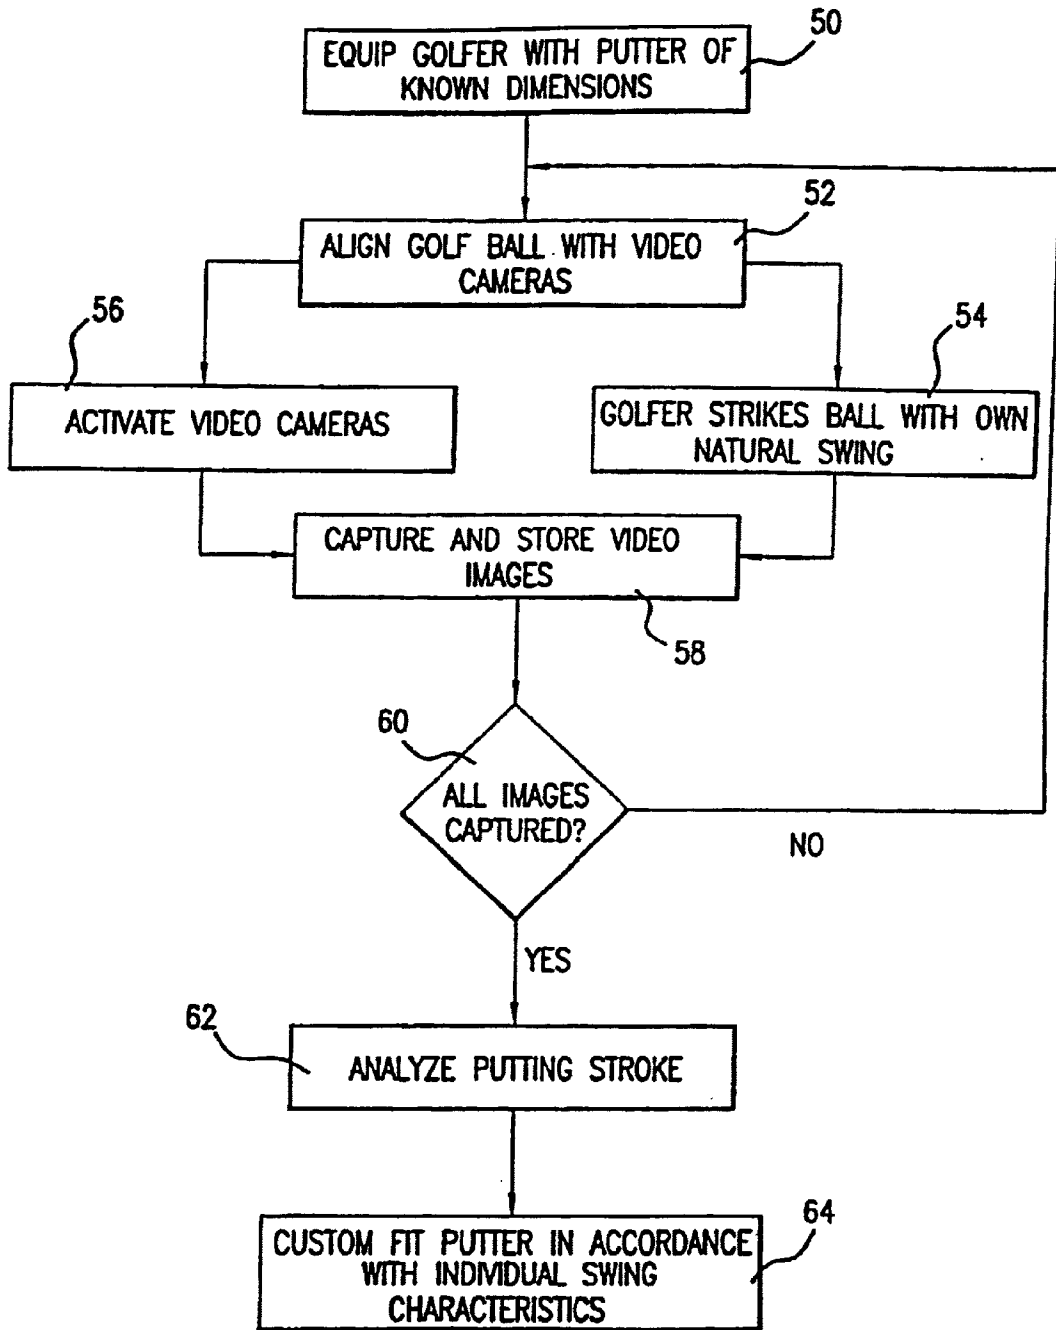 50
EQUIP GOLFER WITH PUTTER OF
KNOWN DIMENSIONS
52
ALIGN GOLF BALL WITH VIDEO
CAMERAS
56
ACTIVATE VIDEO CAMERAS
54
GOLFER STRIKES BALL WITH OWN
NATURAL SWING
CAPTURE AND STORE VIDEO
IMAGES
58
60
ALL IMAGES
CAPTURED?
NO
YES
62
ANALYZE PUTTING STROKE
64
CUSTOM FIT PUTTER IN ACCORDANCE
WITH INDIVIDUAL SWING
CHARACTERISTICS